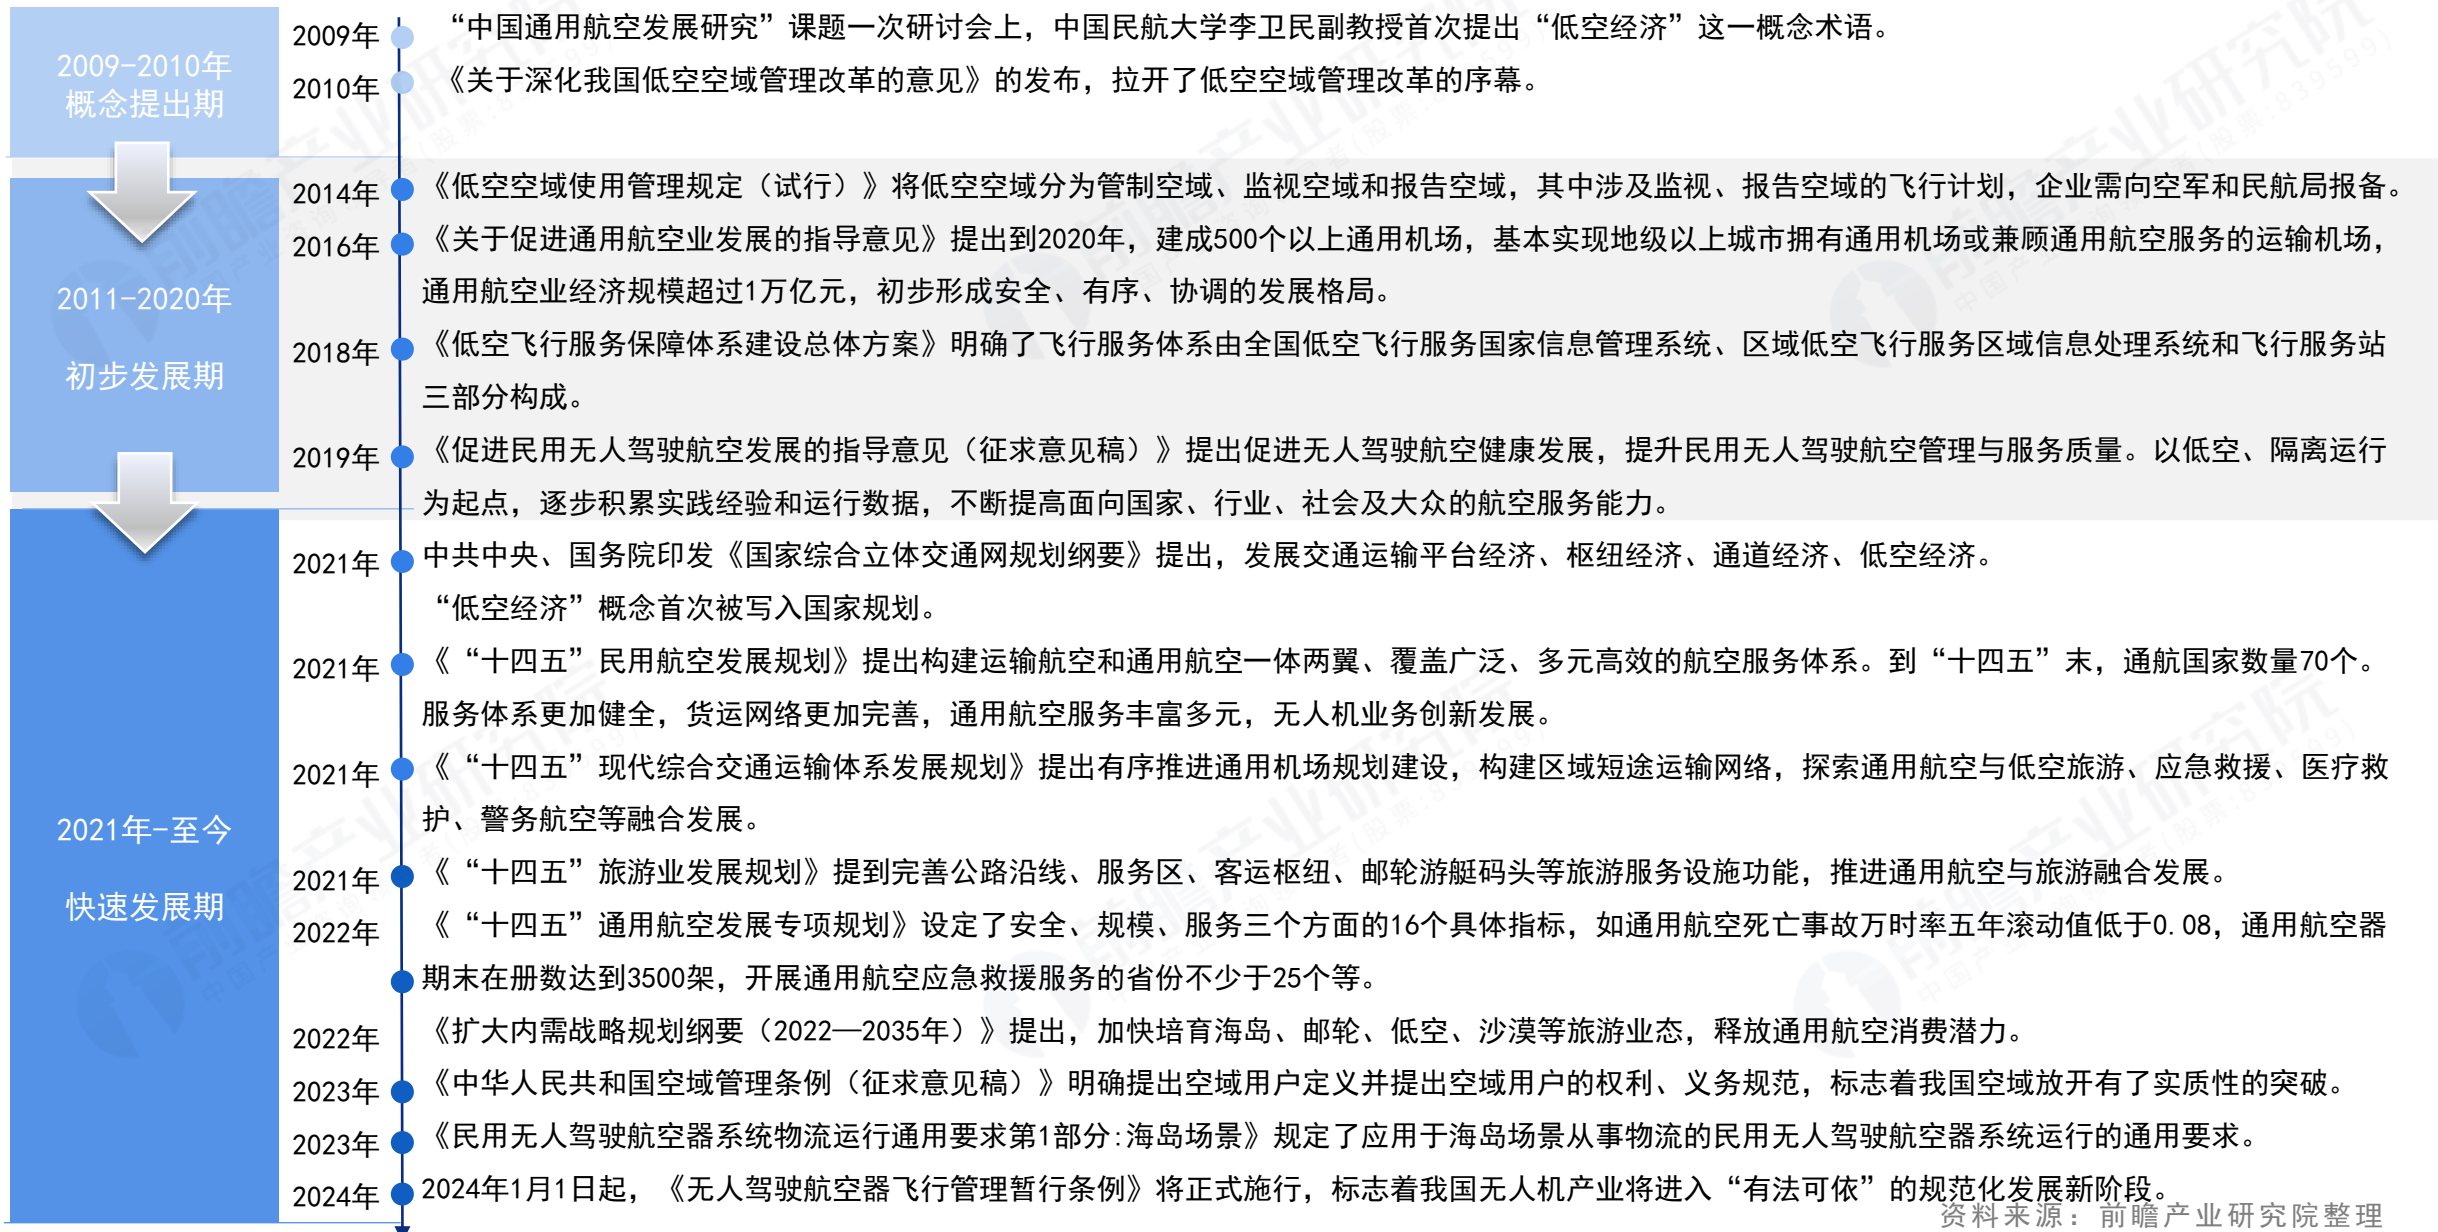 2009-2010年
概念提出期
2009年
“中国通用航空发展研究”课题一次研讨会上，中国民航大学李卫民副教授首次提出“低空经济”这一概念术语。
2010年
《关于深化我国低空空域管理改革的意见》的发布，拉开了低空空域管理改革的序幕。
2011-2020年
初步发展期
2014年
《低空空域使用管理规定（试行）》将低空空域分为管制空域、监视空域和报告空域，其中涉及监视、报告空域的飞行计划，企业需向空军和民航局报备。
2016年
《关于促进通用航空业发展的指导意见》提出到2020年，建成500个以上通用机场，基本实现地级以上城市拥有通用机场或兼顾通用航空服务的运输机场，
通用航空业经济规模超过1万亿元，初步形成安全、有序、协调的发展格局。
2018年
《低空飞行服务保障体系建设总体方案》明确了飞行服务体系由全国低空飞行服务国家信息管理系统、区域低空飞行服务区域信息处理系统和飞行服务站
三部分构成。
2019年
《促进民用无人驾驶航空发展的指导意见（征求意见稿）》提出促进无人驾驶航空健康发展，提升民用无人驾驶航空管理与服务质量。以低空、隔离运行
为起点，逐步积累实践经验和运行数据，不断提高面向国家、行业、社会及大众的航空服务能力。
2021年-至今
快速发展期
2021年
中共中央、国务院印发《国家综合立体交通网规划纲要》提出，发展交通运输平台经济、枢纽经济、通道经济、低空经济。
“低空经济”概念首次被写入国家规划。
2021年
《“十四五”民用航空发展规划》提出构建运输航空和通用航空一体两翼、覆盖广泛、多元高效的航空服务体系。到“十四五”末，通航国家数量70个。
服务体系更加健全，货运网络更加完善，通用航空服务丰富多元，无人机业务创新发展。
2021年
《“十四五”现代综合交通运输体系发展规划》提出有序推进通用机场规划建设，构建区域短途运输网络，探索通用航空与低空旅游、应急救援、医疗救
护、警务航空等融合发展。
2021年
《“十四五”旅游业发展规划》提到完善公路沿线、服务区、客运枢纽、邮轮游艇码头等旅游服务设施功能，推进通用航空与旅游融合发展。
2022年
《“十四五”通用航空发展专项规划》设定了安全、规模、服务三个方面的16个具体指标，如通用航空死亡事故万时率五年滚动值低于0.08，通用航空器
期末在册数达到3500架，开展通用航空应急救援服务的省份不少于25个等。
2022年
《扩大内需战略规划纲要（2022—2035年）》提出，加快培育海岛、邮轮、低空、沙漠等旅游业态，释放通用航空消费潜力。
2023年
《中华人民共和国空域管理条例（征求意见稿）》明确提出空域用户定义并提出空域用户的权利、义务规范，标志着我国空域放开有了实质性的突破。
2023年
《民用无人驾驶航空器系统物流运行通用要求第1部分:海岛场景》规定了应用于海岛场景从事物流的民用无人驾驶航空器系统运行的通用要求。
2024年
2024年1月1日起，《无人驾驶航空器飞行管理暂行条例》将正式施行，标志着我国无人机产业将进入“有法可依”的规范化发展新阶段。
资料来源：前瞻产业研究院整理